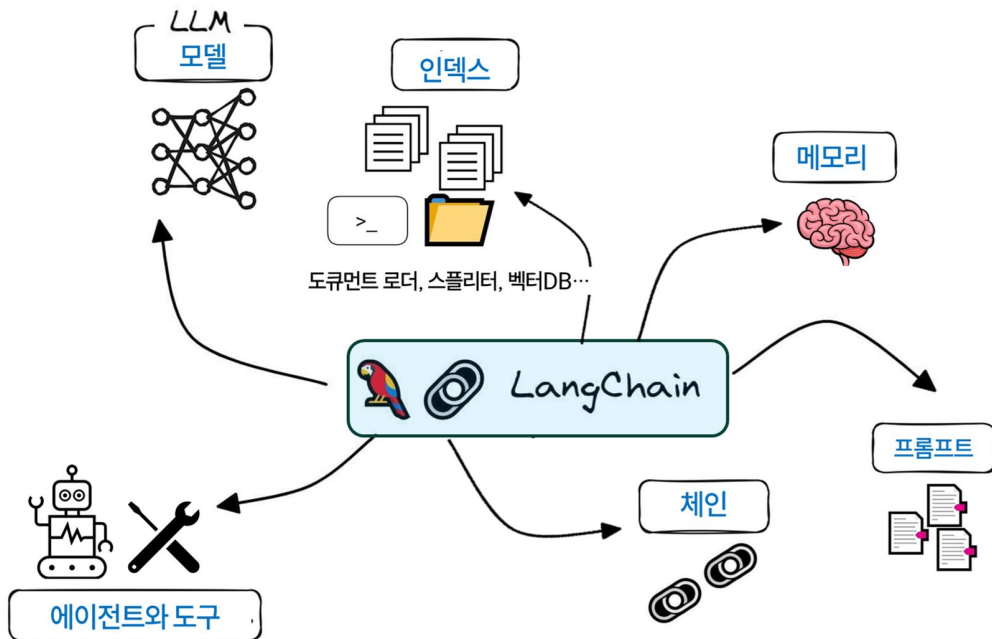 LLM
모델
인덱스
>_
도큐먼트 로더, 스플리터, 벡터DB…
메모리
LangChain
프롬프트
체인
에이전트와 도구